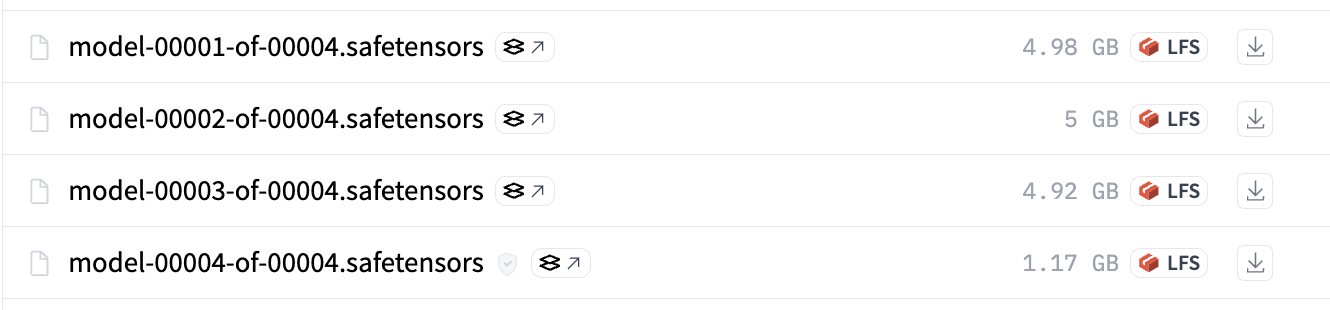 model-00001-of-00004.safetensors 4.98 GB LFS
model-00002-of-00004.safetensors 5 GB LFS
model-00003-of-00004.safetensors 4.92 GB LFS
model-00004-of-00004.safetensors 1.17 GB LFS